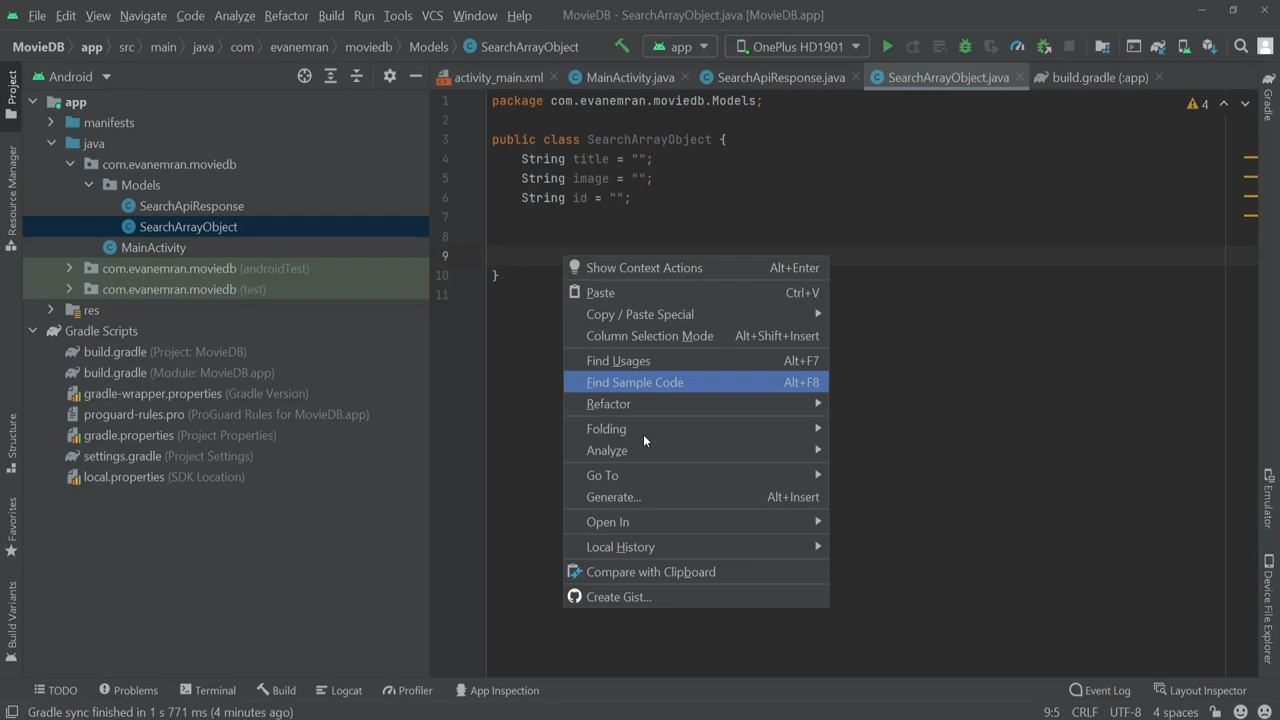 File Edit View Navigate Code Analyze Refactor Build Run Tools VCS Window Help MovieDB - SearchArrayObject.java [MovieDB.app]
MovieDB app src main java com evanemran moviedb Models SearchArrayObject app OnePlus HD1901
Android activity_main.xml MainActivity.java SearchApiResponse.java SearchArrayObject.java build.gradle (:app)
Project
Resource Manager
Structure
Favorites
Build Variants
app
manifests
java
com.evanemran.moviedb
Models
SearchApiResponse
SearchArrayObject
MainActivity
com.evanemran.moviedb (androidTest)
com.evanemran.moviedb (test)
res
Gradle Scripts
build.gradle (Project: MovieDB)
build.gradle (Module: MovieDB.app)
gradle-wrapper.properties (Gradle Version)
proguard-rules.pro (ProGuard Rules for MovieDB.app)
gradle.properties (Project Properties)
settings.gradle (Project Settings)
local.properties (SDK Location)
1 package com.evanemran.moviedb.Models;
2
3 public class SearchArrayObject {
4 String title = "";
5 String image = "";
6 String id = "";
7
8
9
10 }
11
4
Show Context Actions Alt+Enter
Paste Ctrl+V
Copy / Paste Special
Column Selection Mode Alt+Shift+Insert
Find Usages Alt+F7
Find Sample Code Alt+F8
Refactor
Folding
Analyze
Go To
Generate... Alt+Insert
Open In
Local History
Compare with Clipboard
Create Gist...
Gradle
Emulator
Device File Explorer
TODO Problems Terminal Build Logcat Profiler App Inspection Event Log Layout Inspector
Gradle sync finished in 1 s 771 ms (4 minutes ago) 9:5 CRLF UTF-8 4 spaces